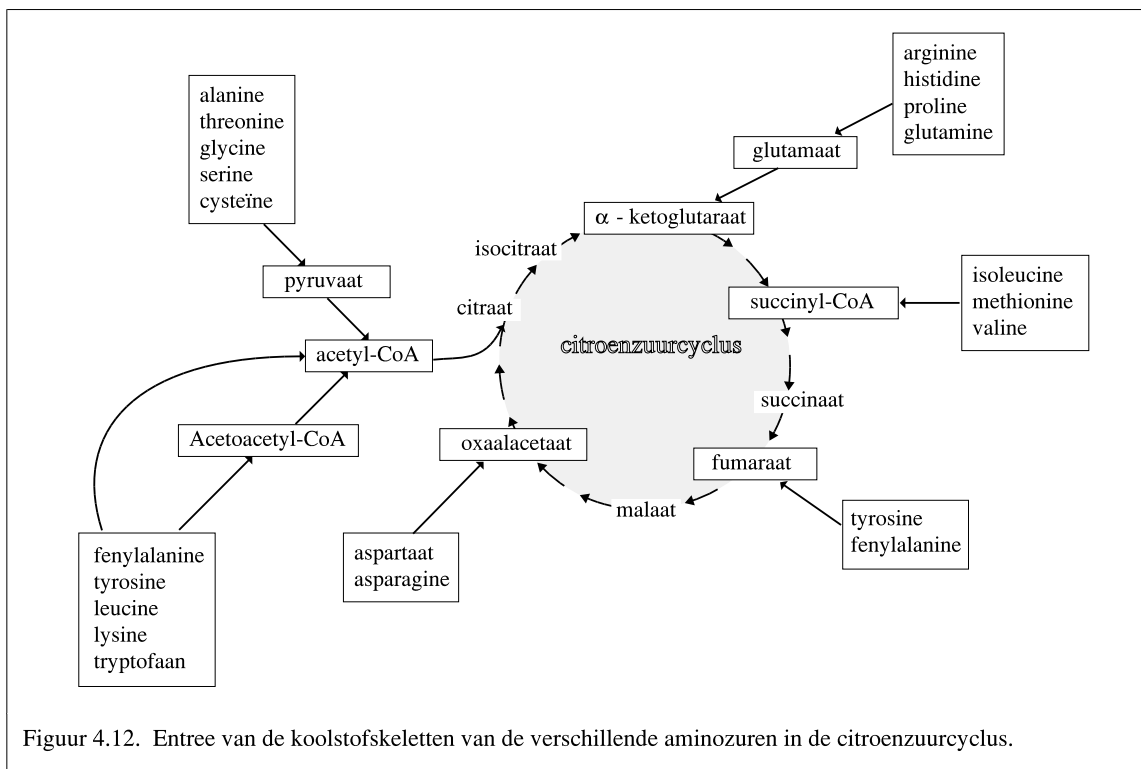 arginine
histidine
proline
glutamine
alanine
threonine
glycine
serine
cysteïne
glutamaat
α - ketoglutaraat
isocitraat
pyruvaat
isoleucine
methionine
valine
succinyl-CoA
citraat
citroenzuurcyclus
acetyl-CoA
succinaat
Acetoacetyl-CoA
oxaalacetaat
fumaraat
malaat
tyrosine
fenylalanine
aspartaat
asparagine
fenylalanine
tyrosine
leucine
lysine
tryptofaan
Figuur 4.12. Entree van de koolstofskeletten van de verschillende aminozuren in de citroenzuurcyclus.